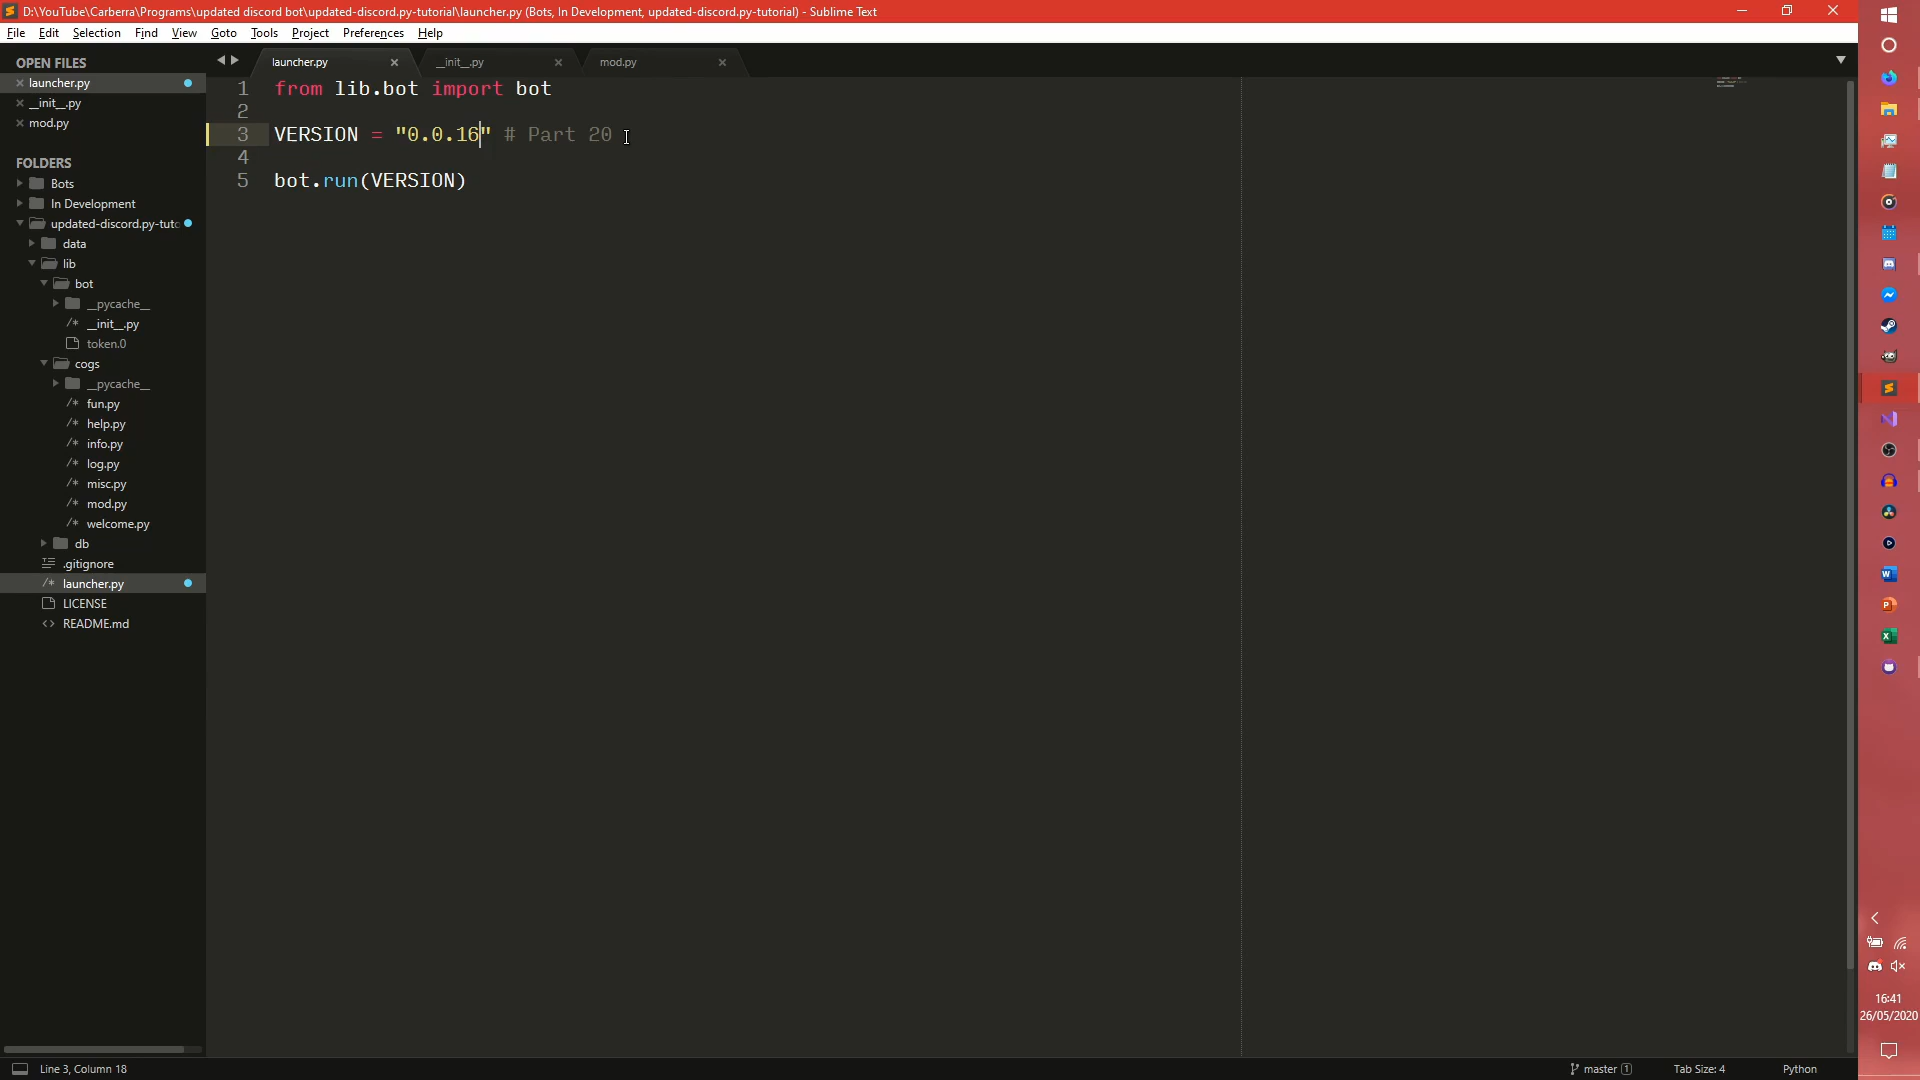 D:\YouTube\Carberra\Programs\updated discord bot\updated-discord.py-tutorial\launcher.py (Bots, In Development, updated-discord.py-tutorial) - Sublime Text
File Edit Selection Find View Goto Tools Project Preferences Help
OPEN FILES
launcher.py
__init__.py
mod.py
FOLDERS
Bots
In Development
updated-discord.py-tuto
data
lib
bot
__pycache__
/* __init__.py
token.0
cogs
__pycache__
/* fun.py
/* help.py
/* info.py
/* log.py
/* misc.py
/* mod.py
/* welcome.py
db
.gitignore
/* launcher.py
LICENSE
<> README.md
launcher.py __init__.py mod.py
1 from lib.bot import bot
2
3 VERSION = "0.0.16" # Part 20
4
5 bot.run(VERSION)
16:41
26/05/2020
Line 3, Column 18 master 1 Tab Size: 4 Python